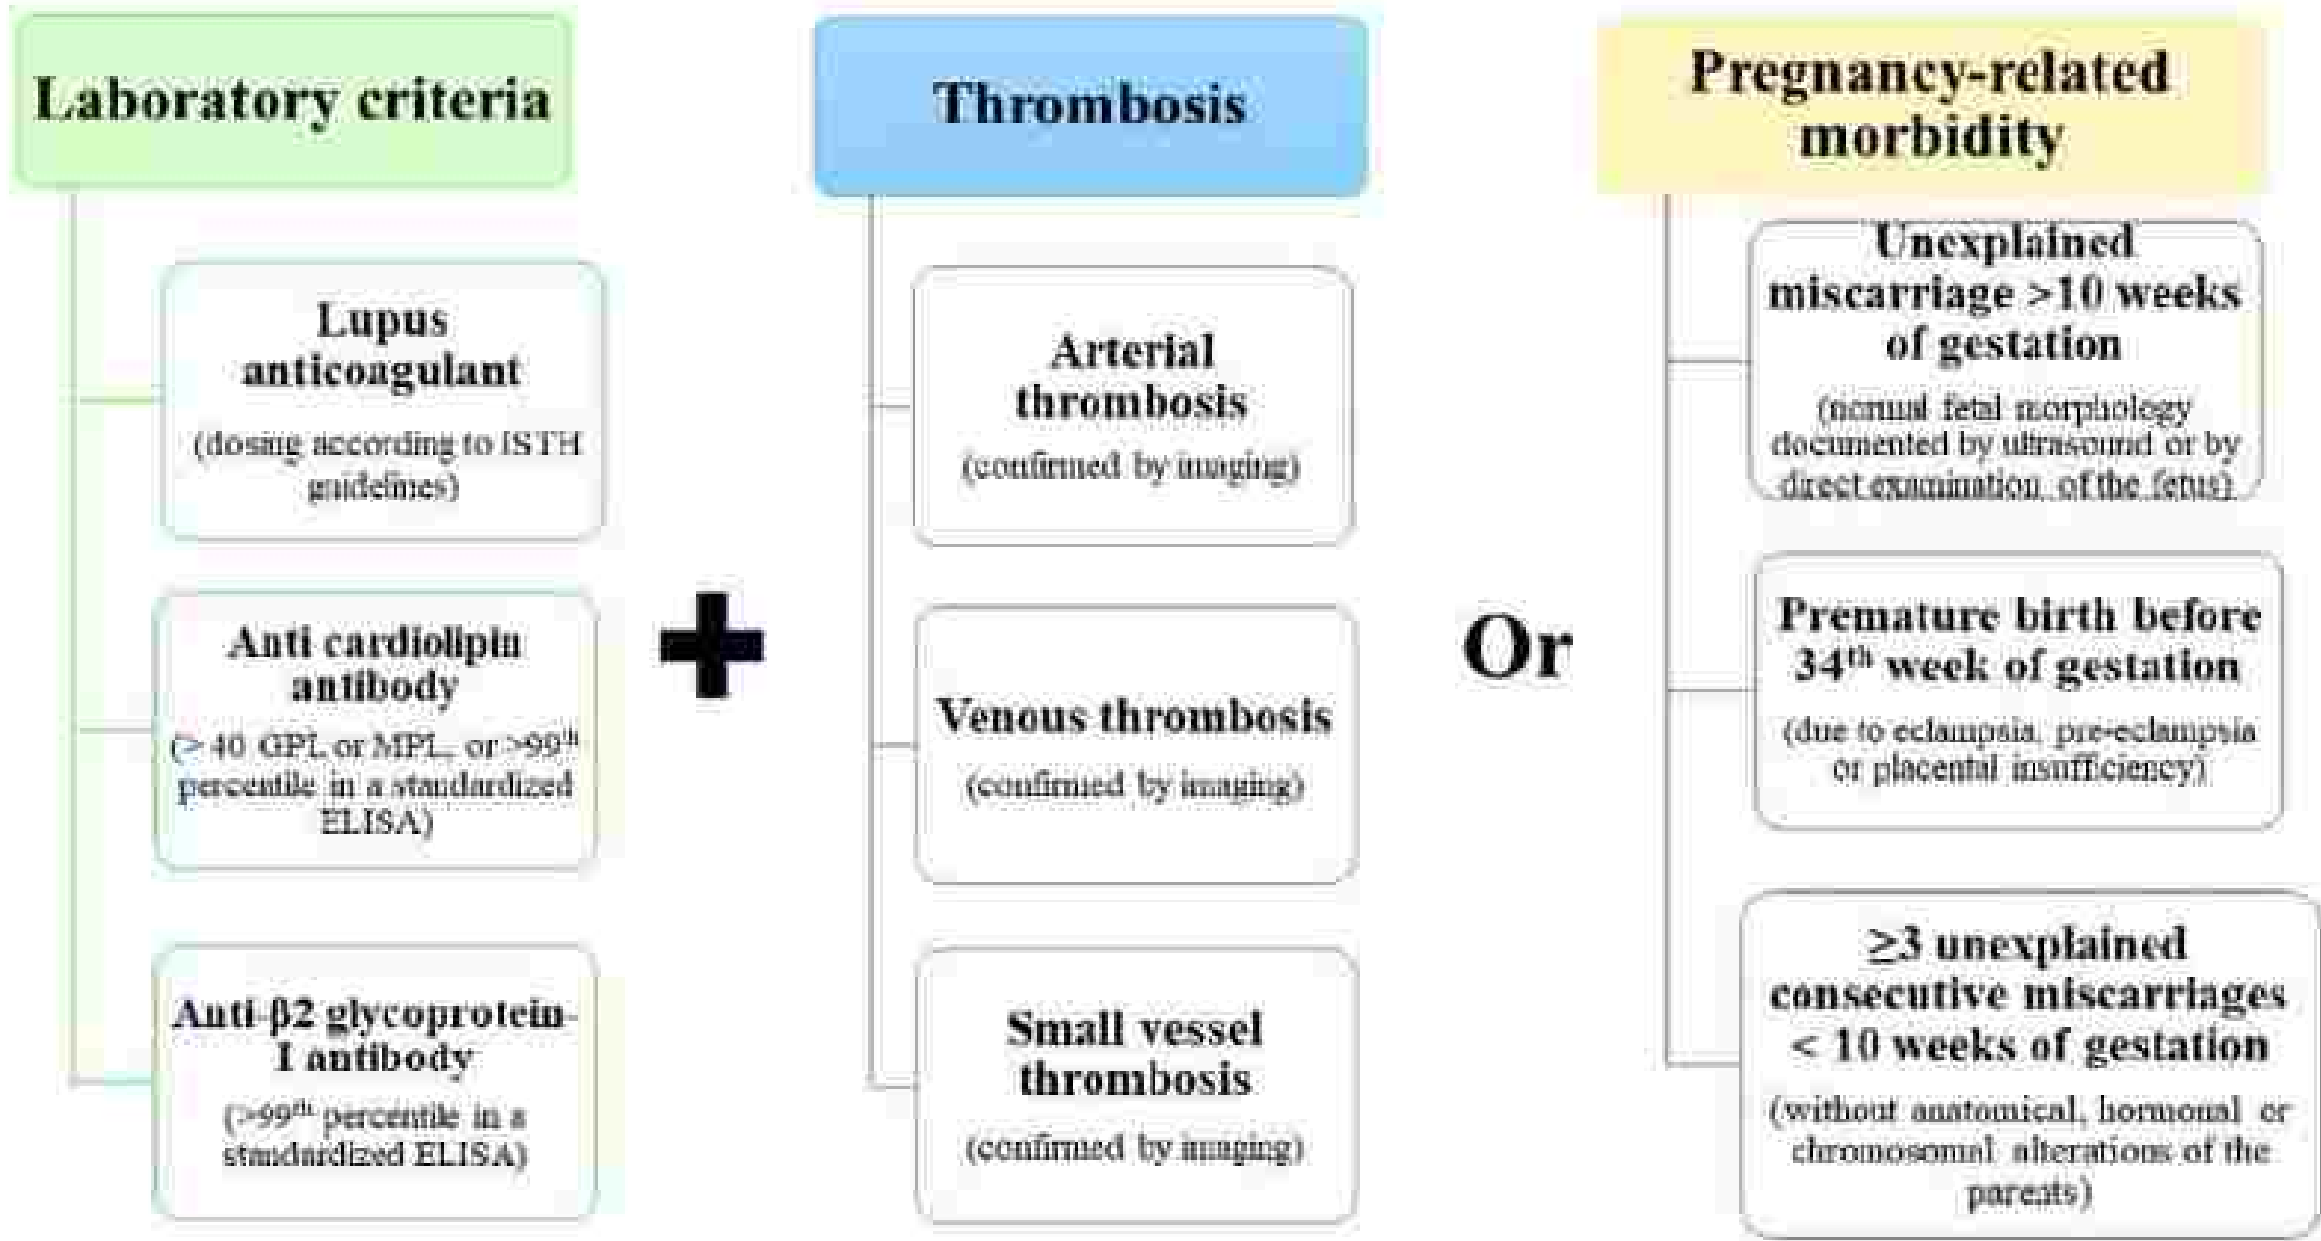 Laboratory criteria
Lupus
anticoagulant
(dosing according to ISTH
guidelines)
Anti cardiolipin
antibody
(> 40 GPL or MPL, or >99th
percentile in a standardized
ELISA)
Anti-β2 glycoprotein-
I antibody
(>99th percentile in a
standardized ELISA)
+
Thrombosis
Arterial
thrombosis
(confirmed by imaging)
Venous thrombosis
(confirmed by imaging)
Small vessel
thrombosis
(confirmed by imaging)
Or
Pregnancy-related
morbidity
Unexplained
miscarriage >10 weeks
of gestation
(normal fetal morphology
documented by ultrasound or by
direct examination of the fetus)
Premature birth before
34th week of gestation
(due to eclampsia, pre-eclampsia
or placental insufficiency)
≥3 unexplained
consecutive miscarriages
< 10 weeks of gestation
(without anatomical, hormonal or
chromosomal alterations of the
parents)